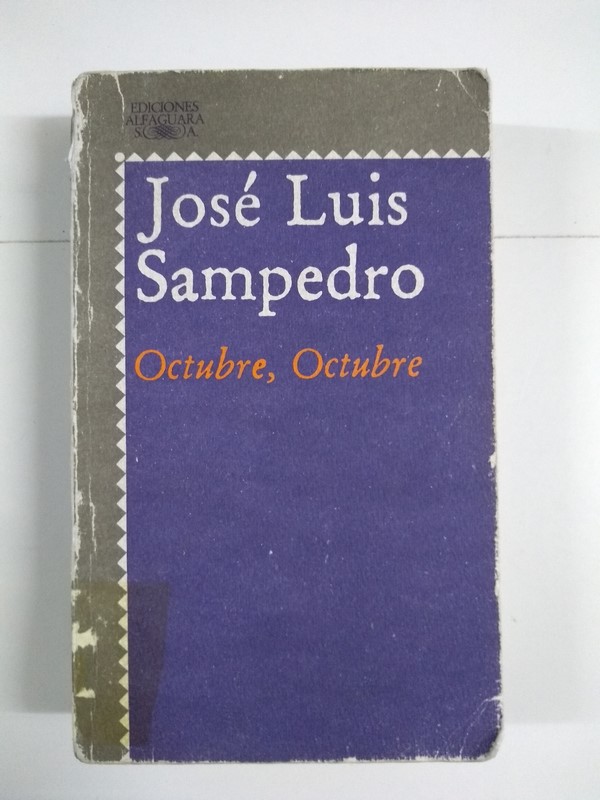 EDICIONES
ALFAGUARA
S. A.
José Luis
Sampedro
Octubre, Octubre